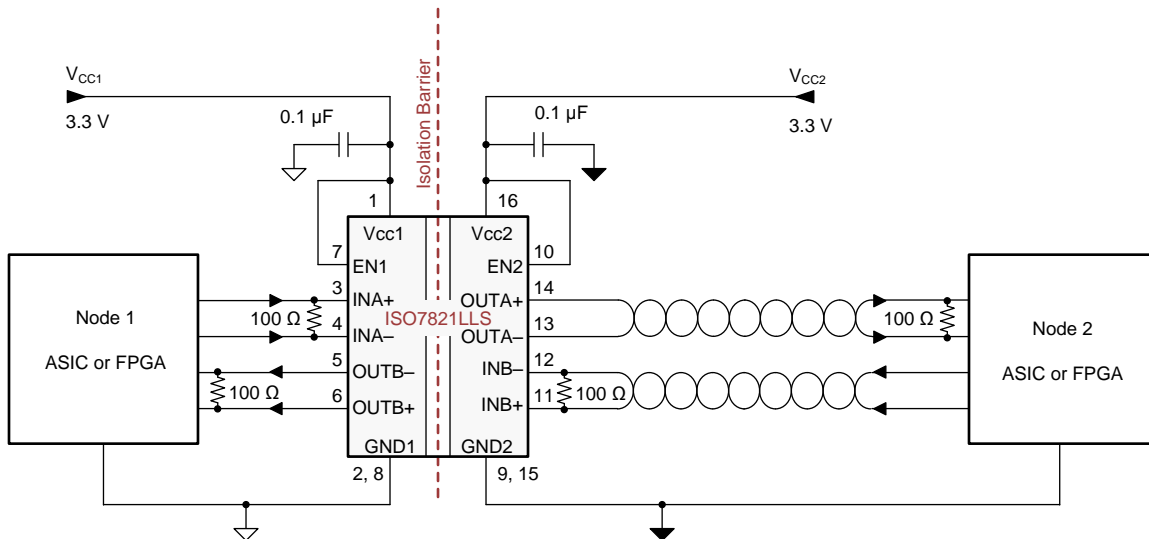 V_CC1
3.3 V
0.1 µF
Isolation Barrier
0.1 µF
V_CC2
3.3 V
1
16
Vcc1
Vcc2
7
EN1
EN2
10
3
INA+
OUTA+
14
100 Ω
ISO7821LLS
4
INA–
OUTA–
13
100 Ω
5
OUTB–
INB–
12
100 Ω
6
OUTB+
INB+
11
100 Ω
GND1
GND2
2, 8
9, 15
Node 1
ASIC or FPGA
Node 2
ASIC or FPGA